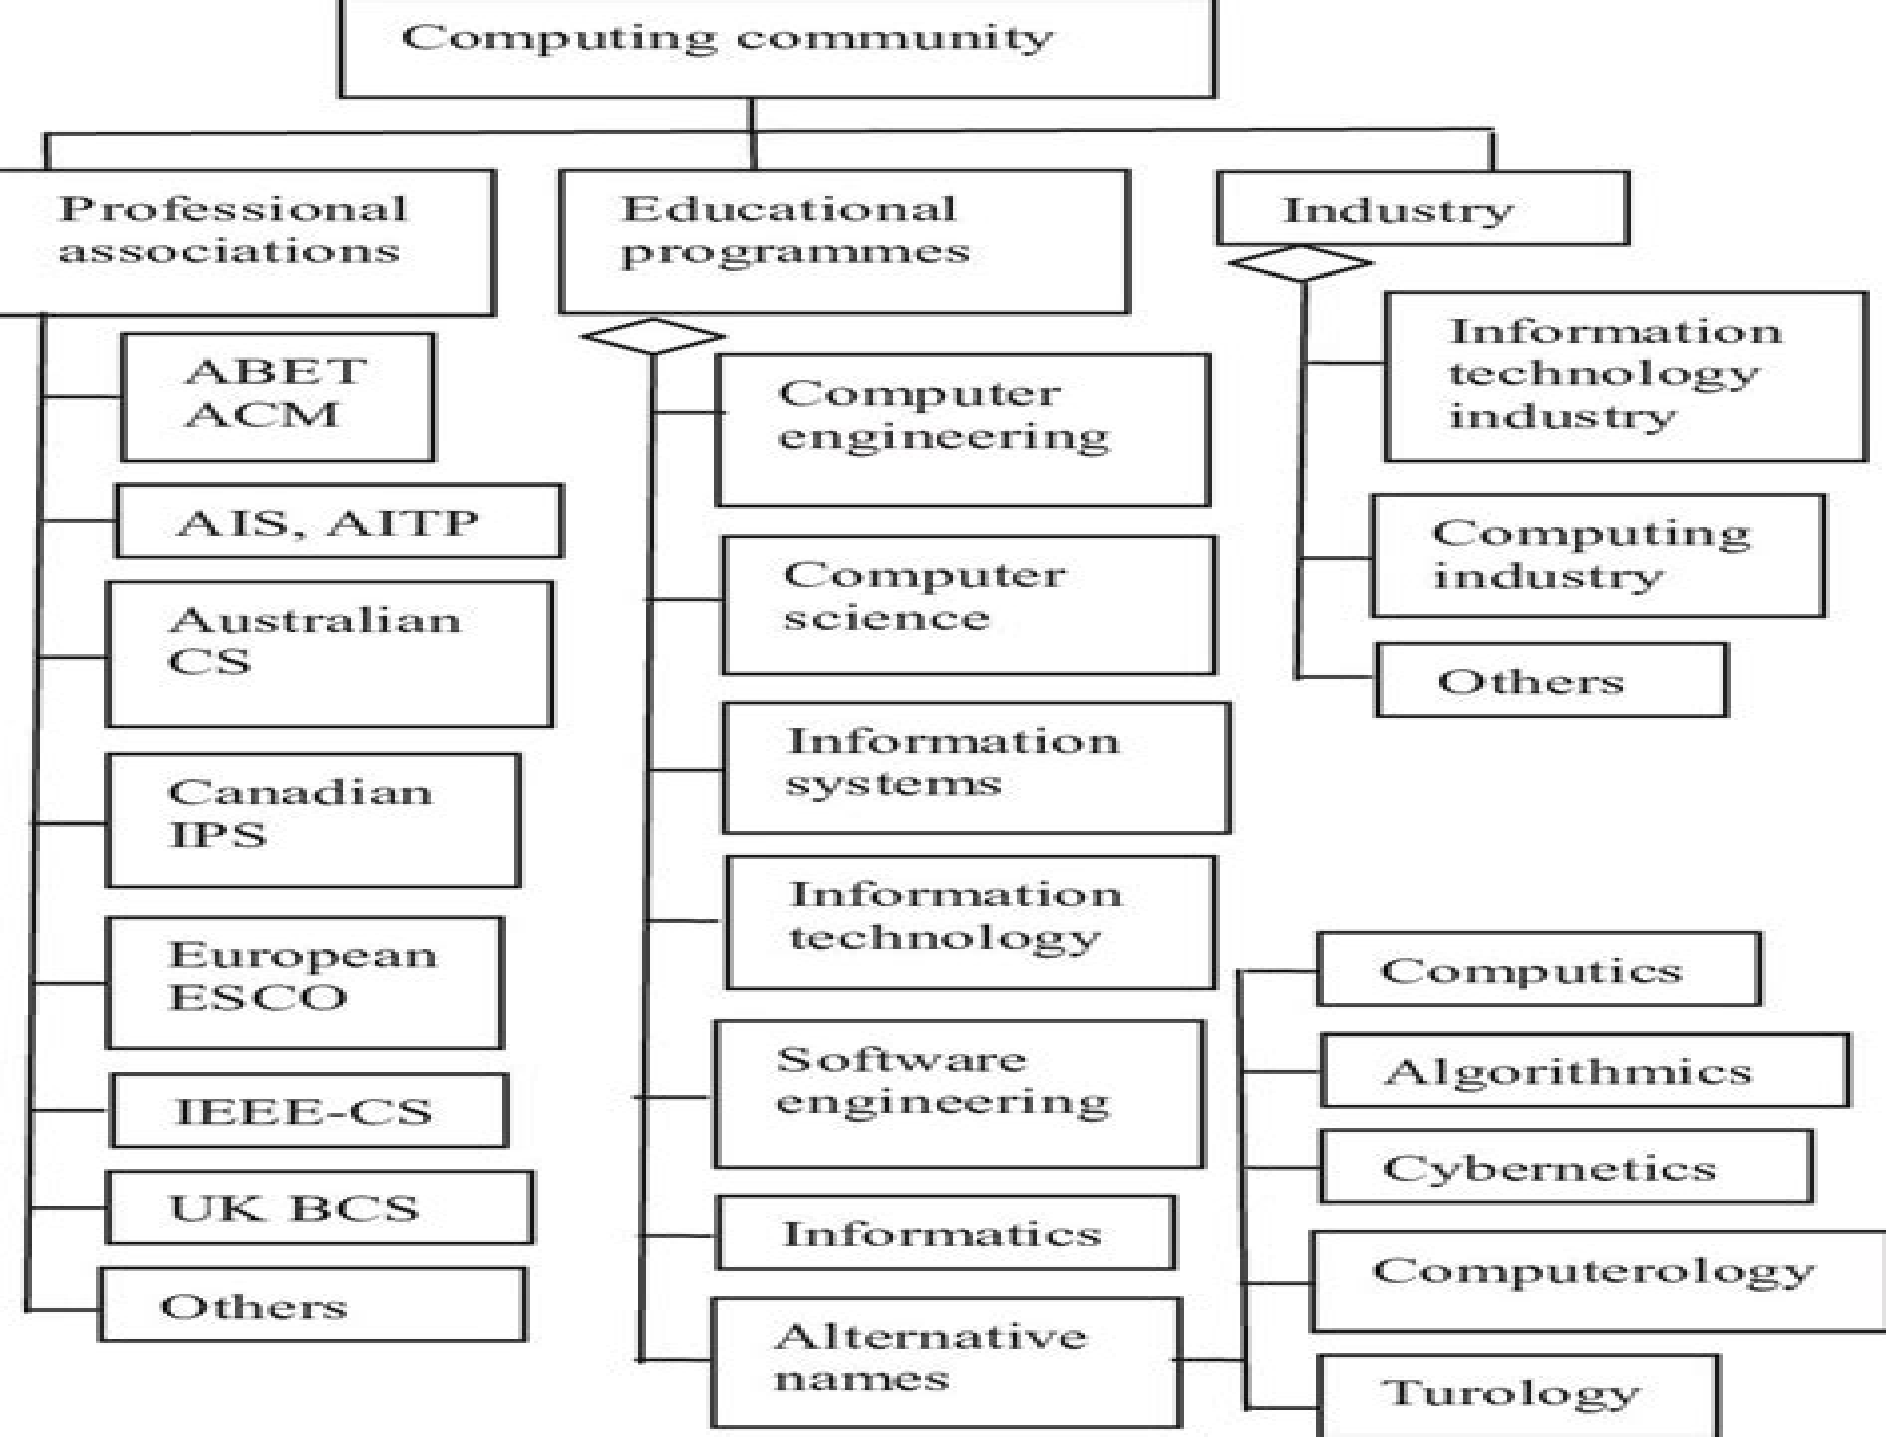 Computing community
Professional
associations
ABET
ACM
AIS, AITP
Australian
CS
Canadian
IPS
European
ESCO
IEEE-CS
UK BCS
Others
Educational
programmes
Computer
engineering
Computer
science
Information
systems
Information
technology
Software
engineering
Informatics
Alternative
names
Computics
Algorithmics
Cybernetics
Computerology
Turology
Industry
Information
technology
industry
Computing
industry
Others